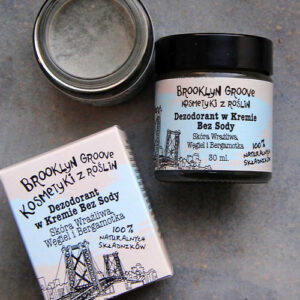 BROOKLYN GROOVE
KOSMETYKI Z ROŚLIN
Dezodorant w Kremie
Bez Sody
Skóra Wrażliwa,
Węgiel i Bergamotka
100%
NATURALNYCH
SKŁADNIKÓW
30 ml.
BROOKLYN GROOVE
KOSMETYKI Z ROŚLIN
Dezodorant
w Kremie Bez Sody
Skóra Wrażliwa,
Węgiel i Bergamotka
100%
NATURALNYCH
SKŁADNIKÓW